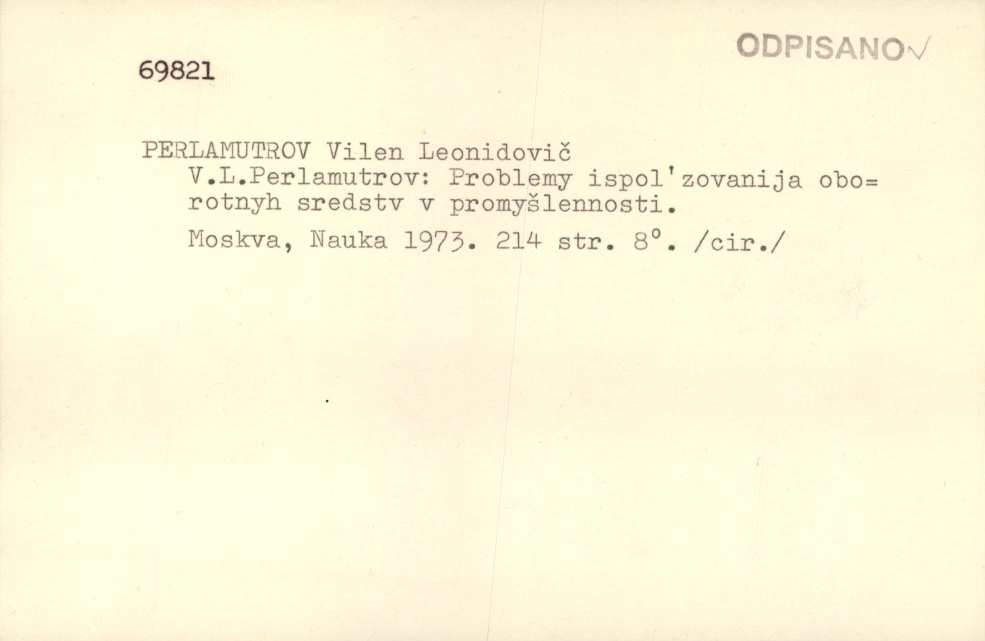 ODPISANO✓
69821
PERLAMUTROV Vilen Leonidovič
V.L.Perlamutrov: Problemy ispol'zovanija obo=
rotnyh sredstv v promyšlennosti.
Moskva, Nauka 1973. 214 str. 8°. /cir./